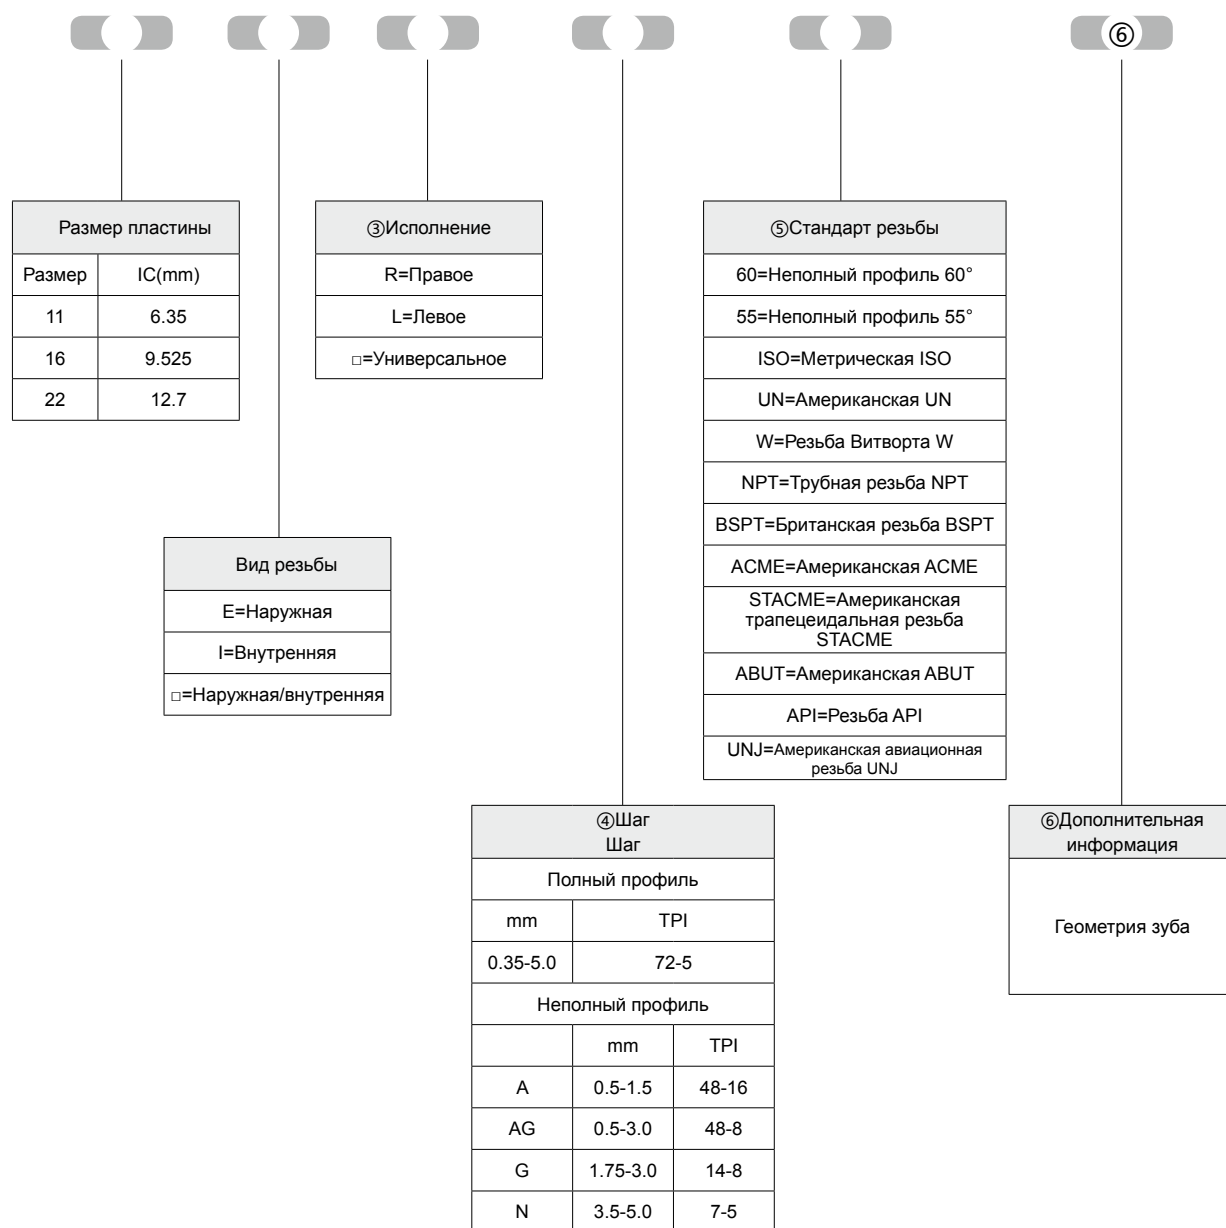 ⑥
Размер пластины
Размер IC(mm)
11 6.35
16 9.525
22 12.7
③Исполнение
R=Правое
L=Левое
□=Универсальное
⑤Стандарт резьбы
60=Неполный профиль 60°
55=Неполный профиль 55°
ISO=Метрическая ISO
UN=Американская UN
W=Резьба Витворта W
NPT=Трубная резьба NPT
BSPT=Британская резьба BSPT
ACME=Американская ACME
STACME=Американская
трапецеидальная резьба
STACME
ABUT=Американская ABUT
API=Резьба API
UNJ=Американская авиационная
резьба UNJ
Вид резьбы
E=Наружная
I=Внутренняя
□=Наружная/внутренняя
④Шаг
Шаг
Полный профиль
mm TPI
0.35-5.0 72-5
Неполный профиль
mm TPI
A 0.5-1.5 48-16
AG 0.5-3.0 48-8
G 1.75-3.0 14-8
N 3.5-5.0 7-5
⑥Дополнительная
информация
Геометрия зуба